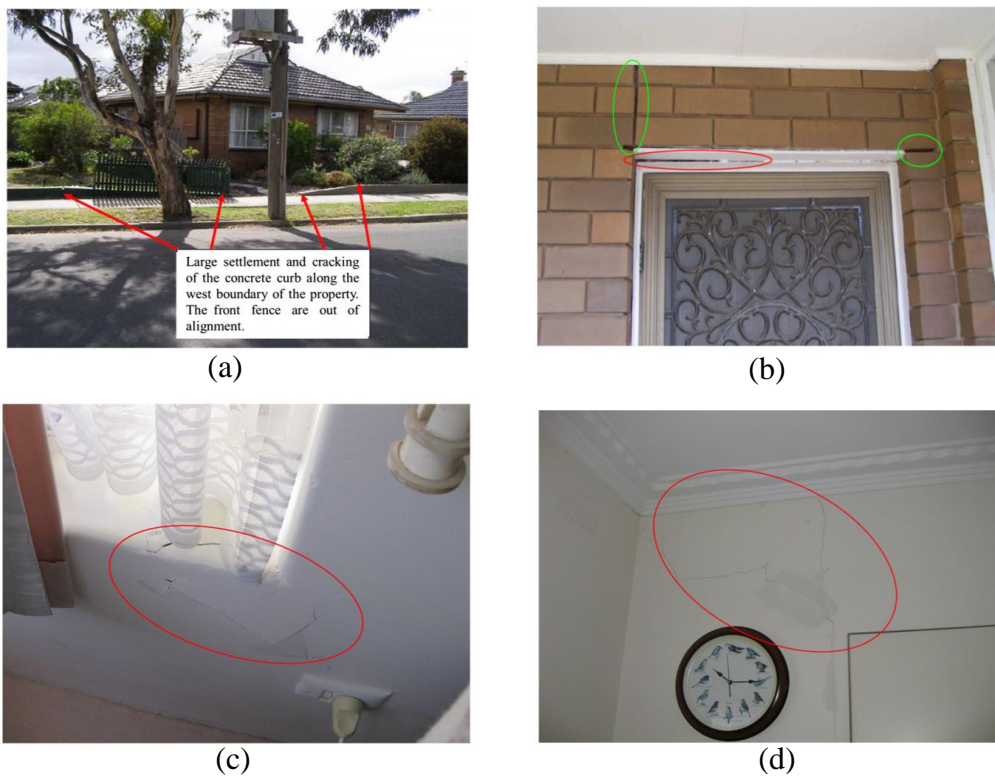 Large settlement and cracking
of the concrete curb along the
west boundary of the property.
The front fence are out of
alignment.
(a)
(b)
(c)
(d)